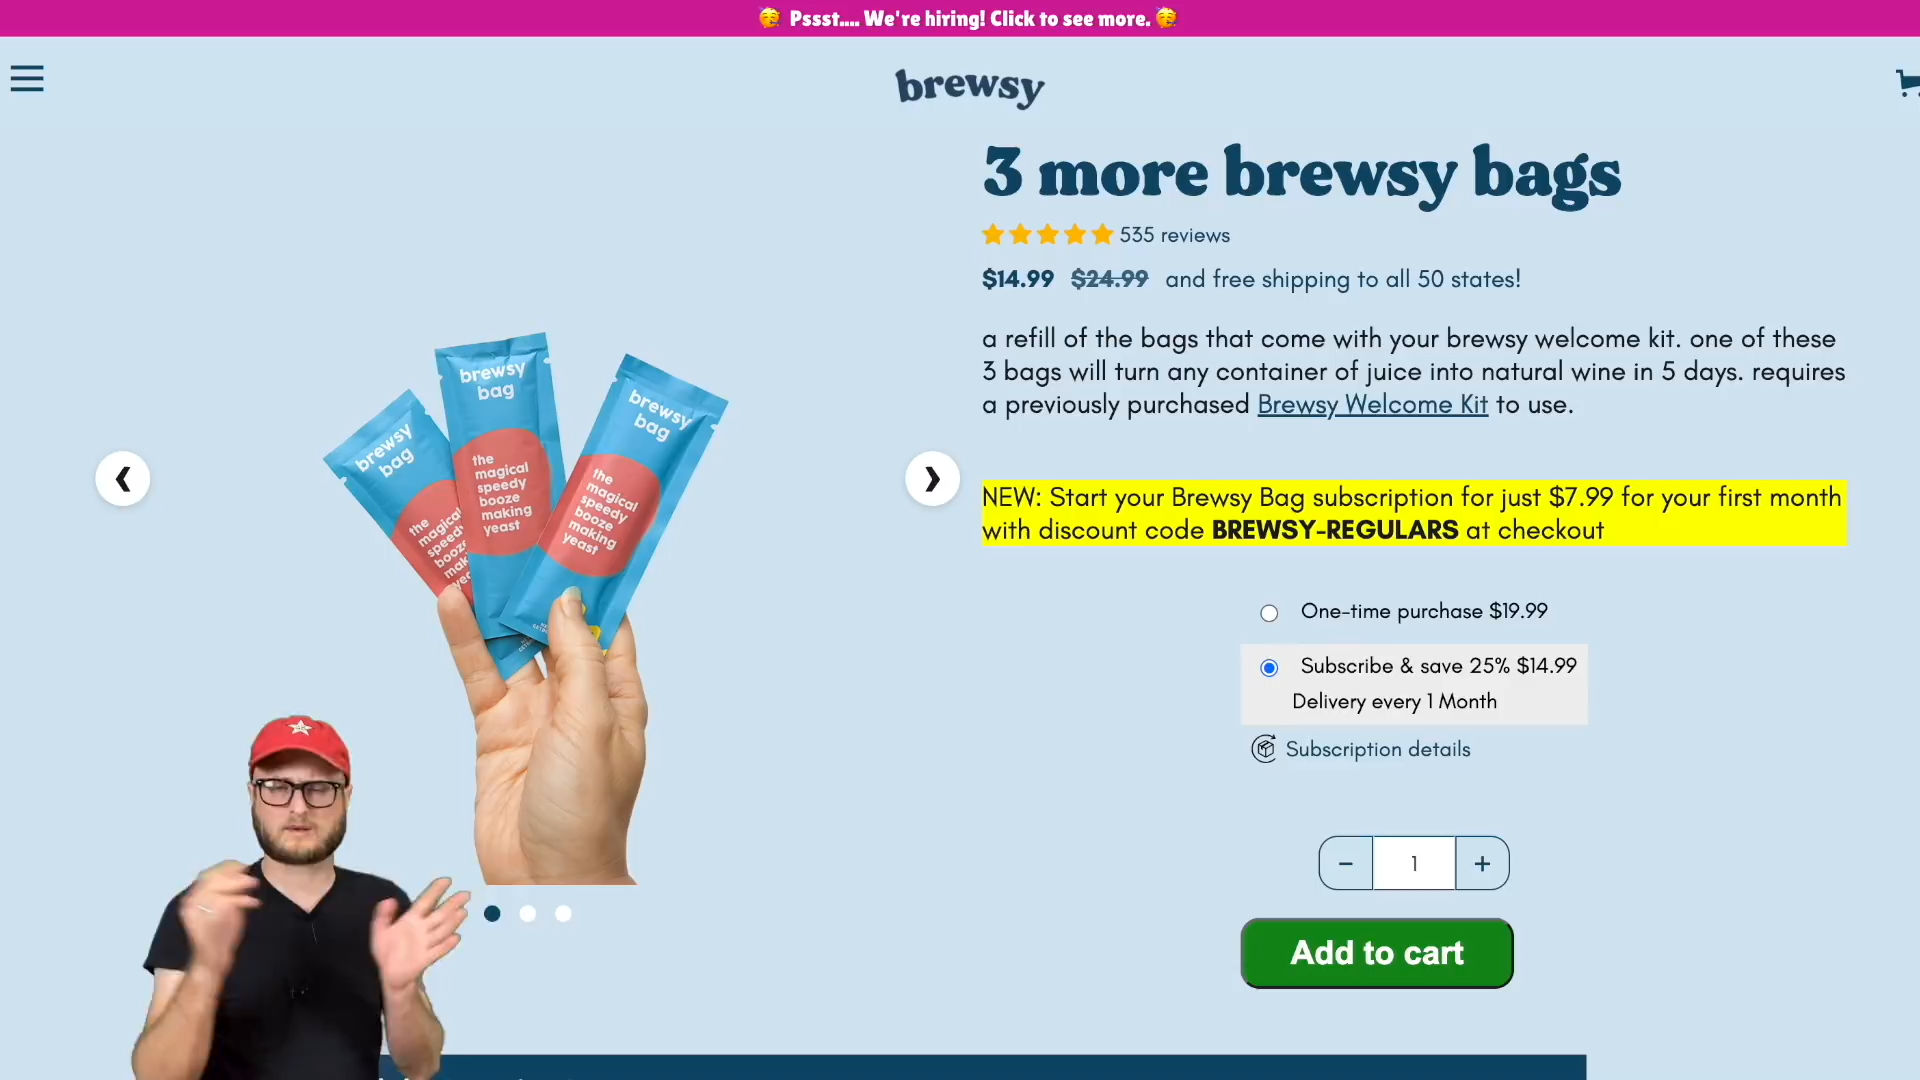 Pssst.... We're hiring! Click to see more.
brewsy
3 more brewsy bags
535 reviews
$14.99 $24.99 and free shipping to all 50 states!
a refill of the bags that come with your brewsy welcome kit. one of these
3 bags will turn any container of juice into natural wine in 5 days. requires
a previously purchased Brewsy Welcome Kit to use.
NEW: Start your Brewsy Bag subscription for just $7.99 for your first month
with discount code BREWSY-REGULARS at checkout
One-time purchase $19.99
Subscribe & save 25% $14.99
Delivery every 1 Month
Subscription details
− 1 +
Add to cart
brewsy
bag
the
magical
speedy
booze
brewsy
bag
the
magical
speedy
booze
making
yeast
brewsy
bag
the
magical
speedy
booze
making
yeast